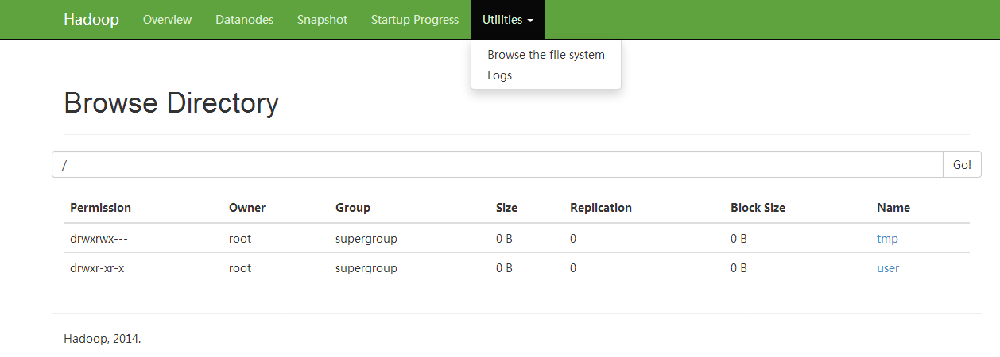 Hadoop Overview Datanodes Snapshot Startup Progress Utilities
Browse the file system
Logs
Browse Directory
/ Go!
Permission Owner Group Size Replication Block Size Name
drwxrwx--- root supergroup 0 B 0 0 B tmp
drwxr-xr-x root supergroup 0 B 0 0 B user
Hadoop, 2014.